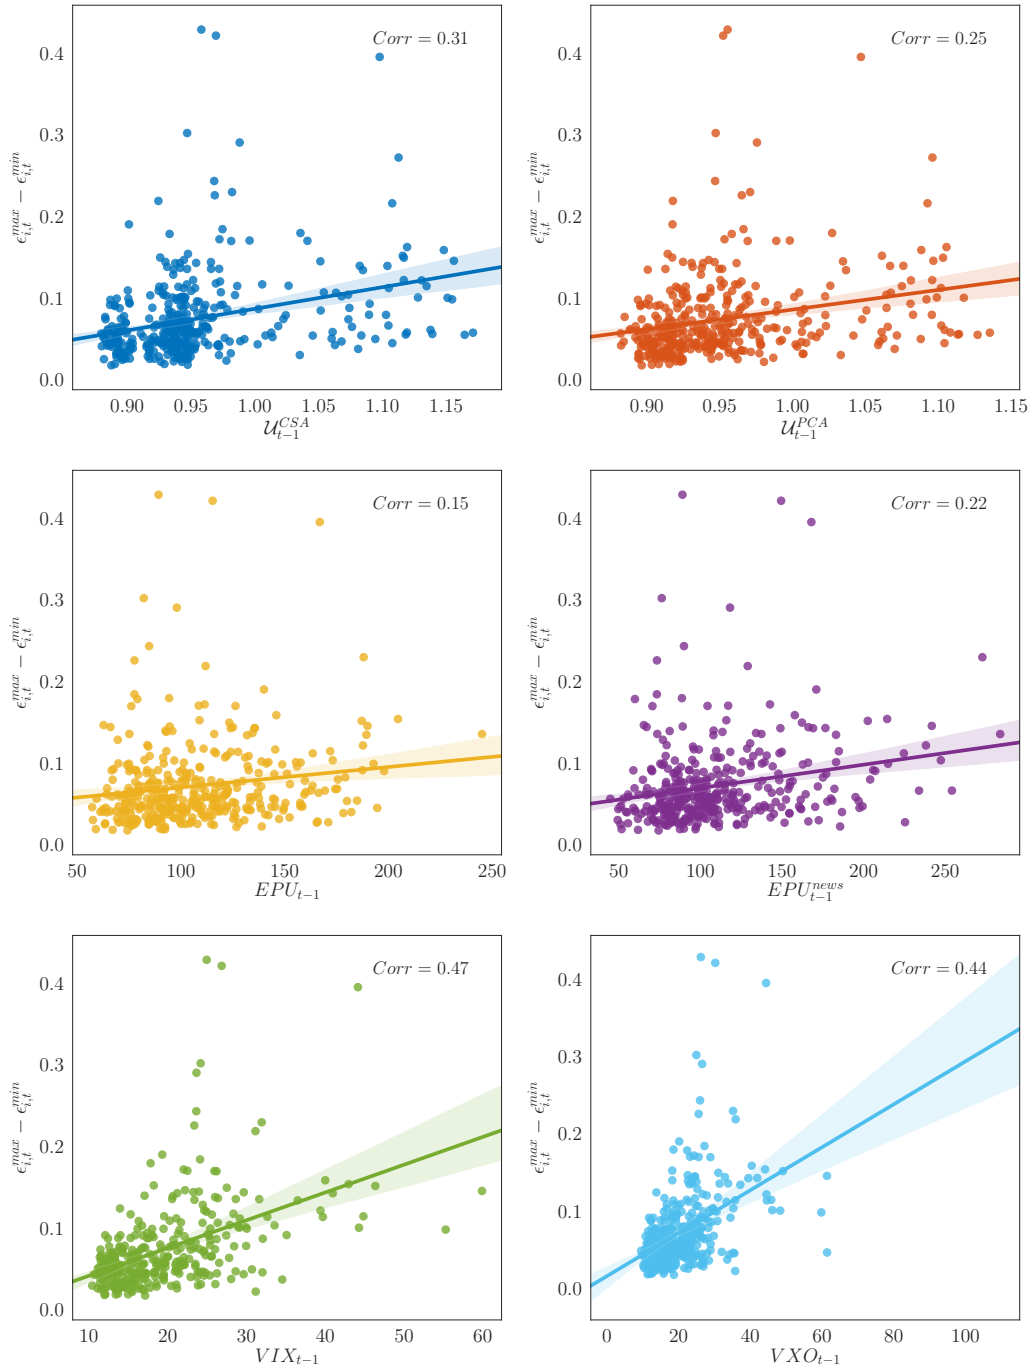 Corr = 0.31
0.4
0.3
0.2
0.1
0.0
ϵ_{i,t}^{max} − ϵ_{i,t}^{min}
0.90 0.95 1.00 1.05 1.10 1.15
𝒰_{t−1}^{CSA}
Corr = 0.25
0.4
0.3
0.2
0.1
0.0
ϵ_{i,t}^{max} − ϵ_{i,t}^{min}
0.90 0.95 1.00 1.05 1.10 1.15
𝒰_{t−1}^{PCA}
Corr = 0.15
0.4
0.3
0.2
0.1
0.0
ϵ_{i,t}^{max} − ϵ_{i,t}^{min}
50 100 150 200 250
EPU_{t−1}
Corr = 0.22
0.4
0.3
0.2
0.1
0.0
ϵ_{i,t}^{max} − ϵ_{i,t}^{min}
50 100 150 200 250
EPU_{t−1}^{news}
Corr = 0.47
0.4
0.3
0.2
0.1
0.0
ϵ_{i,t}^{max} − ϵ_{i,t}^{min}
10 20 30 40 50 60
VIX_{t−1}
Corr = 0.44
0.4
0.3
0.2
0.1
0.0
ϵ_{i,t}^{max} − ϵ_{i,t}^{min}
0 20 40 60 80 100
VXO_{t−1}